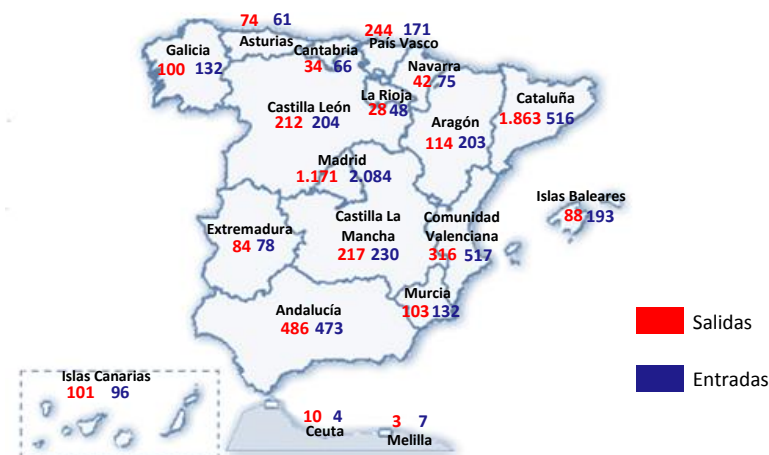 74 61
Asturias
244 171
País Vasco
Galicia
100 132
Cantabria
34 66
Navarra
42 75
La Rioja
28 48
Castilla León
212 204
Aragón
114 203
Cataluña
1.863 516
Madrid
1.171 2.084
Islas Baleares
88 193
Extremadura
84 78
Castilla La
Mancha
217 230
Comunidad
Valenciana
316 517
Murcia
103 132
Andalucía
486 473
Salidas
Entradas
Islas Canarias
101 96
10 4
Ceuta
3 7
Melilla